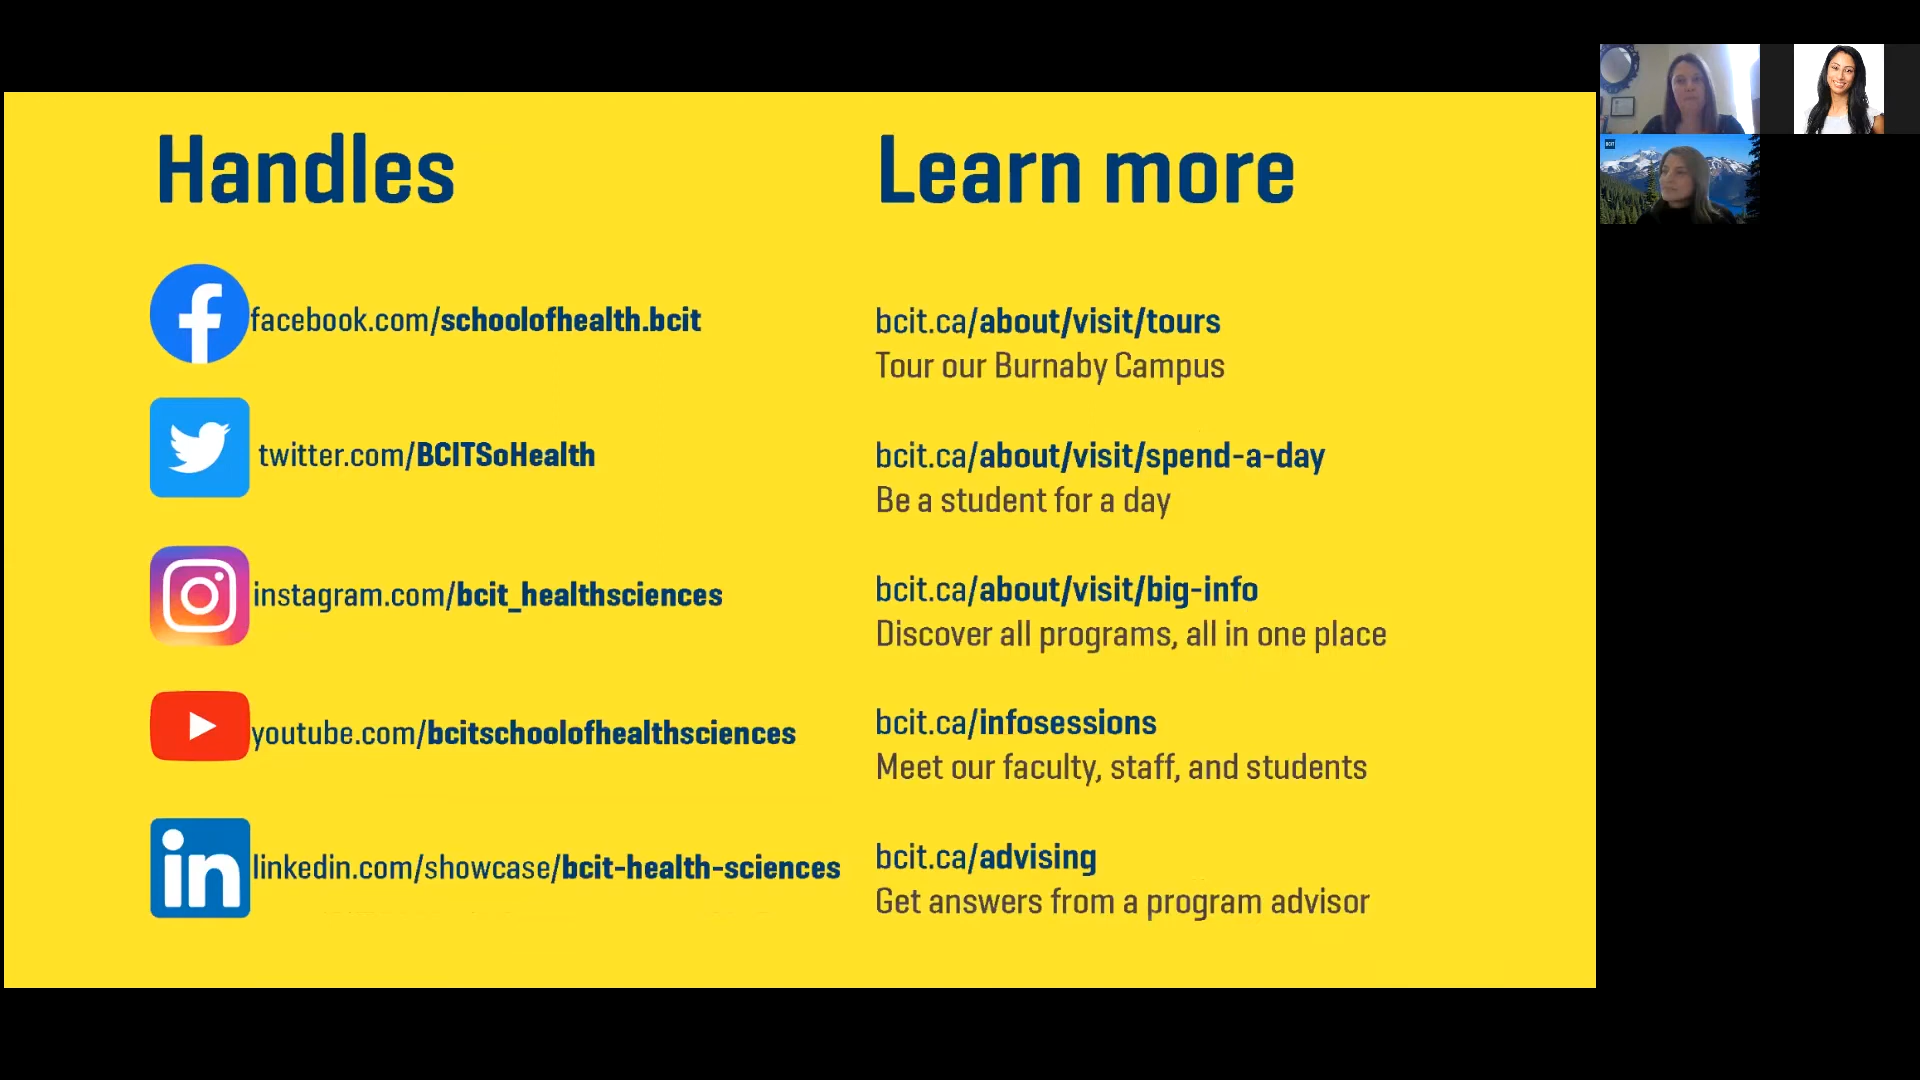 Handles
facebook.com/schoolofhealth.bcit
twitter.com/BCITSoHealth
instagram.com/bcit_healthsciences
youtube.com/bcitschoolofhealthsciences
linkedin.com/showcase/bcit-health-sciences
Learn more
bcit.ca/about/visit/tours
Tour our Burnaby Campus
bcit.ca/about/visit/spend-a-day
Be a student for a day
bcit.ca/about/visit/big-info
Discover all programs, all in one place
bcit.ca/infosessions
Meet our faculty, staff, and students
bcit.ca/advising
Get answers from a program advisor
BCIT